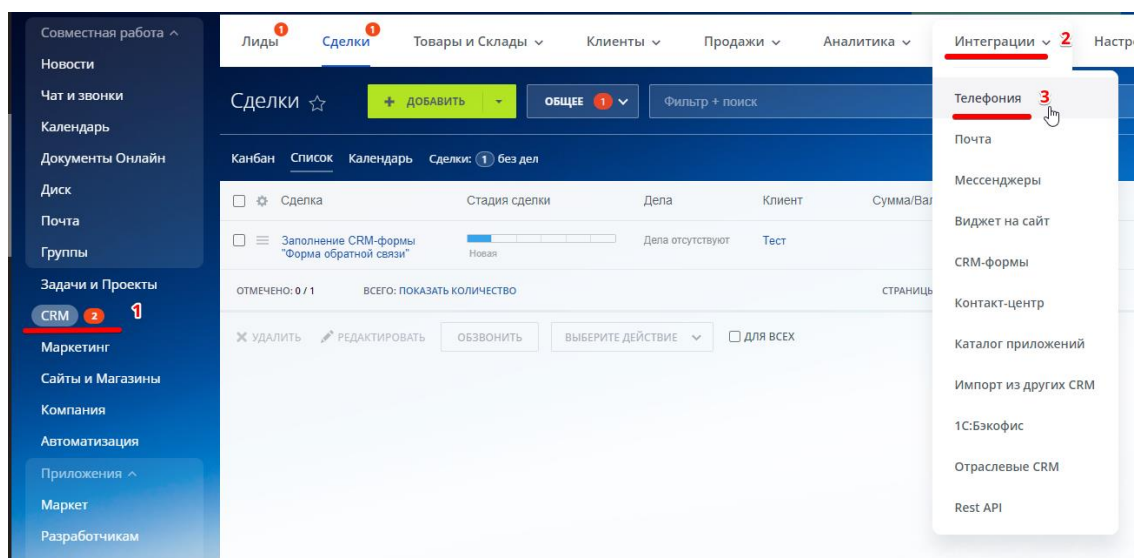 Совместная работа
Новости
Чат и звонки
Календарь
Документы Онлайн
Диск
Почта
Группы
Задачи и Проекты
CRM 2 1
Маркетинг
Сайты и Магазины
Компания
Автоматизация
Приложения
Маркет
Разработчикам
Лиды 1 Сделки 1 Товары и Склады Клиенты Продажи Аналитика Интеграции 2 Настр
Сделки + ДОБАВИТЬ ОБЩЕЕ 1 Фильтр + поиск
Канбан Список Календарь Сделки: 1 без дел
Сделка Стадия сделки Дела Клиент Сумма/Вал
Заполнение CRM-формы
"Форма обратной связи"
Новая
Дела отсутствуют
Тест
ОТМЕЧЕНО: 0 / 1 ВСЕГО: ПОКАЗАТЬ КОЛИЧЕСТВО СТРАНИЦЫ
УДАЛИТЬ РЕДАКТИРОВАТЬ ОБЗВОНИТЬ ВЫБЕРИТЕ ДЕЙСТВИЕ ДЛЯ ВСЕХ
Телефония 3
Почта
Мессенджеры
Виджет на сайт
CRM-формы
Контакт-центр
Каталог приложений
Импорт из других CRM
1С:Бэкофис
Отраслевые CRM
Rest API